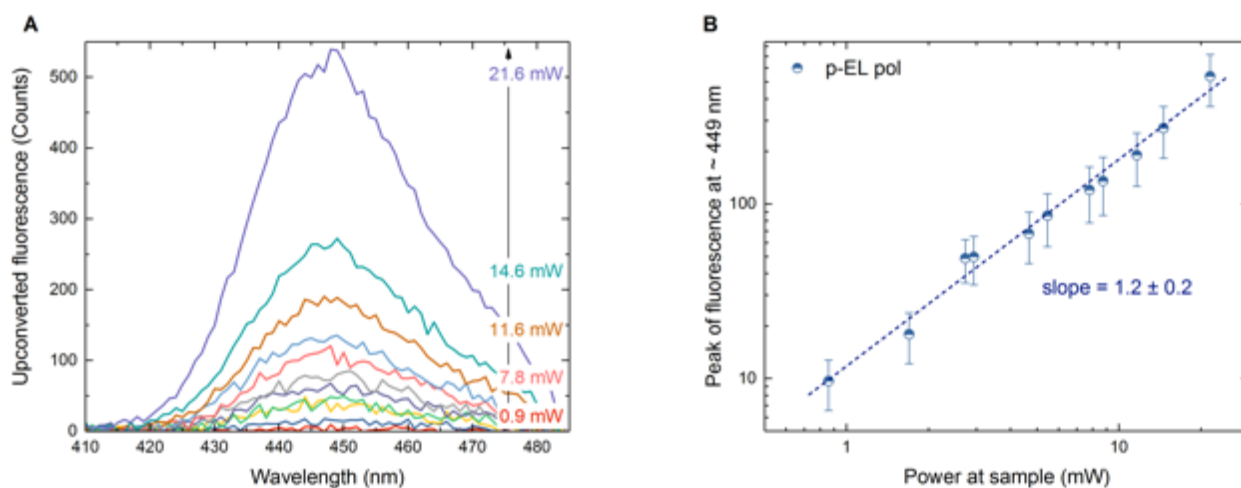 A
Upconverted fluorescence (Counts)
500
400
300
200
100
0
21.6 mW
14.6 mW
11.6 mW
7.8 mW
0.9 mW
410 420 430 440 450 460 470 480
Wavelength (nm)
B
Peak of fluorescence at ~ 449 nm
100
10
p-EL pol
slope = 1.2 ± 0.2
1 10
Power at sample (mW)